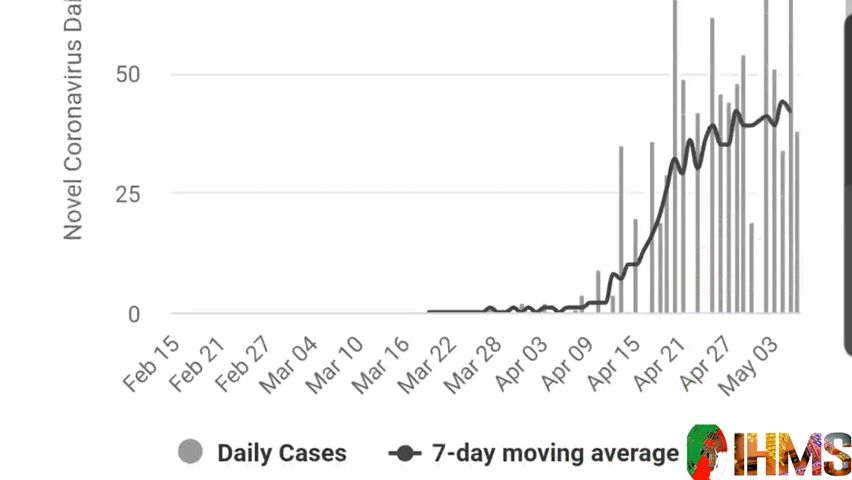 Novel Coronavirus Dai
50
25
0
Feb 15
Feb 21
Feb 27
Mar 04
Mar 10
Mar 16
Mar 22
Mar 28
Apr 03
Apr 09
Apr 15
Apr 21
Apr 27
May 03
Daily Cases
7-day moving average
IHMS